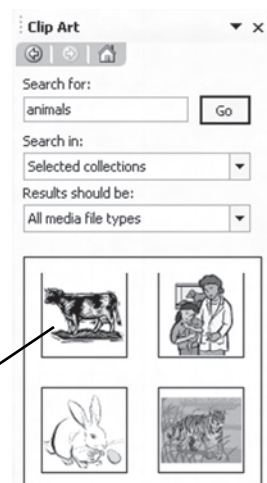 Clip Art
Search for:
animals
Go
Search in:
Selected collections
Results should be:
All media file types